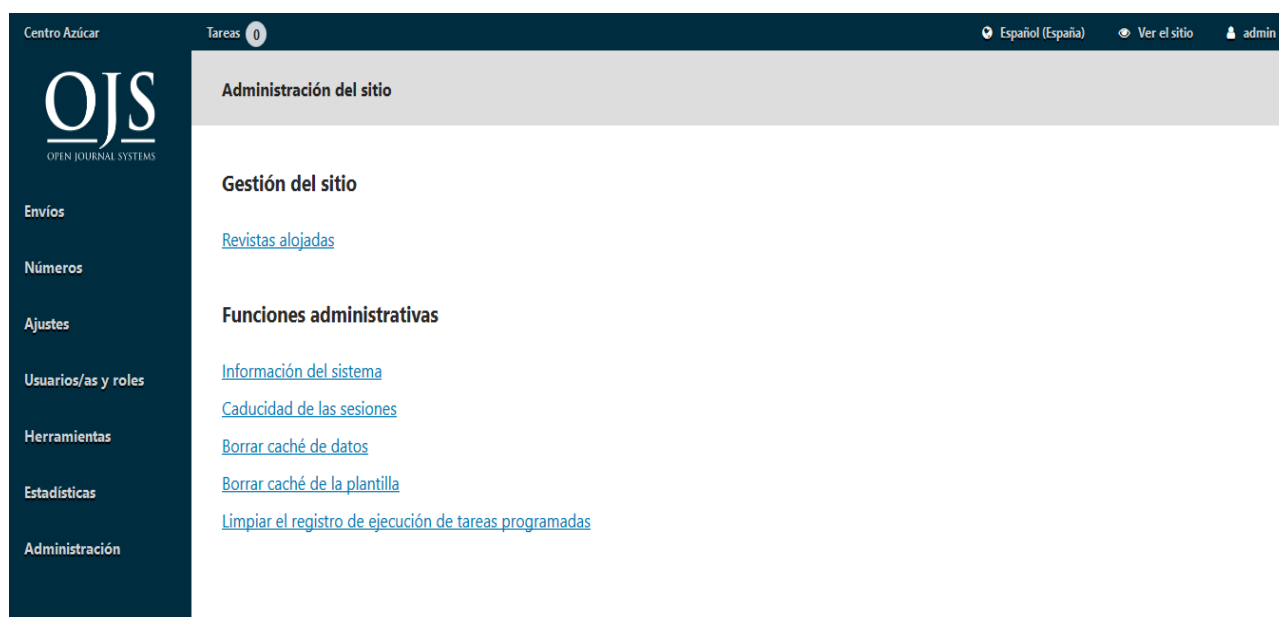 Centro Azúcar
Tareas 0
Español (España)
Ver el sitio
admin
OJS
OPEN JOURNAL SYSTEMS
Envíos
Números
Ajustes
Usuarios/as y roles
Herramientas
Estadísticas
Administración
Administración del sitio
Gestión del sitio
Revistas alojadas
Funciones administrativas
Información del sistema
Caducidad de las sesiones
Borrar caché de datos
Borrar caché de la plantilla
Limpiar el registro de ejecución de tareas programadas